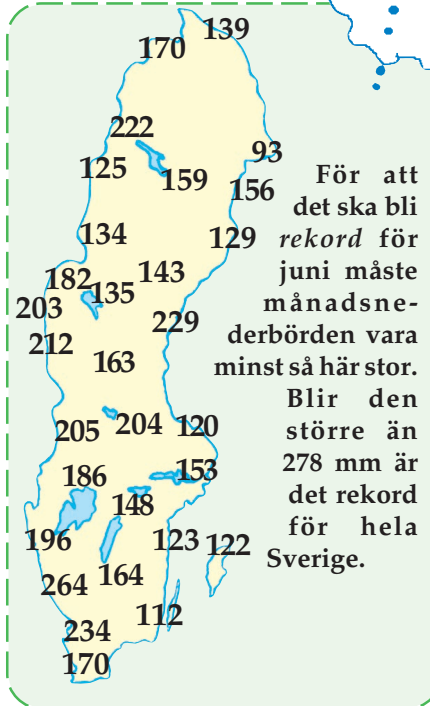 139
170
222
93
125
159
156
134
129
182
135
143
203
229
212
163
205
204
120
186
153
148
196
123
122
264
164
112
234
170
För att
det ska bli
rekord för
juni måste
månadsne-
derbörden vara
minst så här stor.
Blir den
större än
278 mm är
det rekord
för hela
Sverige.